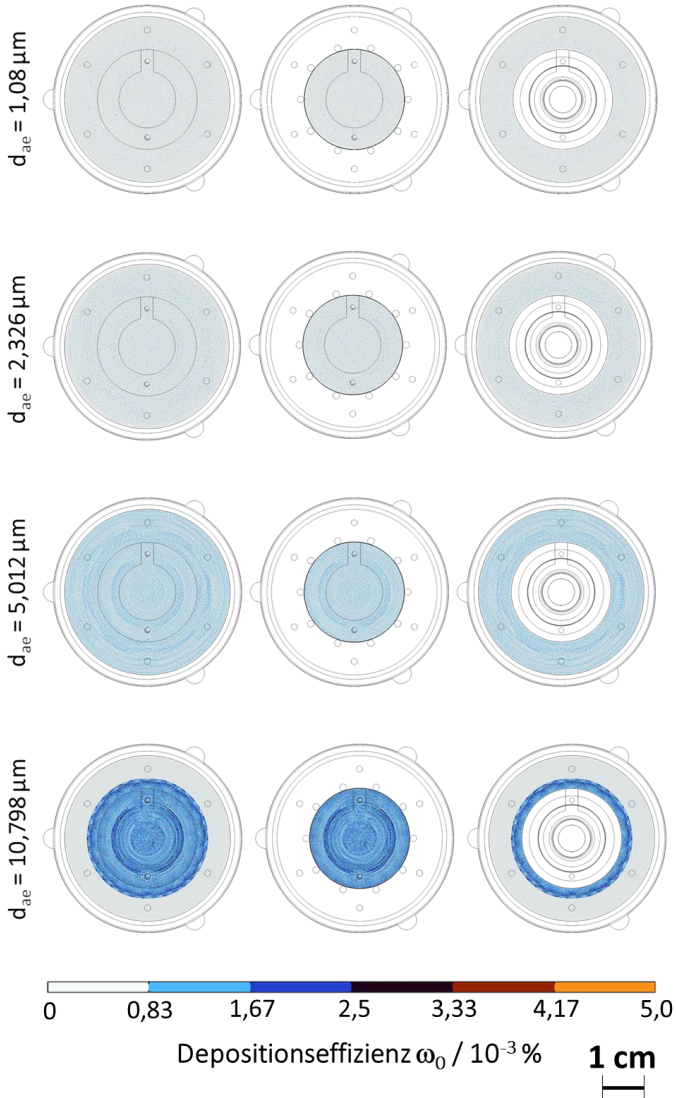 d_ae = 1,08 µm
d_ae = 2,326 µm
d_ae = 5,012 µm
d_ae = 10,798 µm
0 0,83 1,67 2,5 3,33 4,17 5,0
Depositionseffizienz ω₀ / 10⁻³ %
1 cm